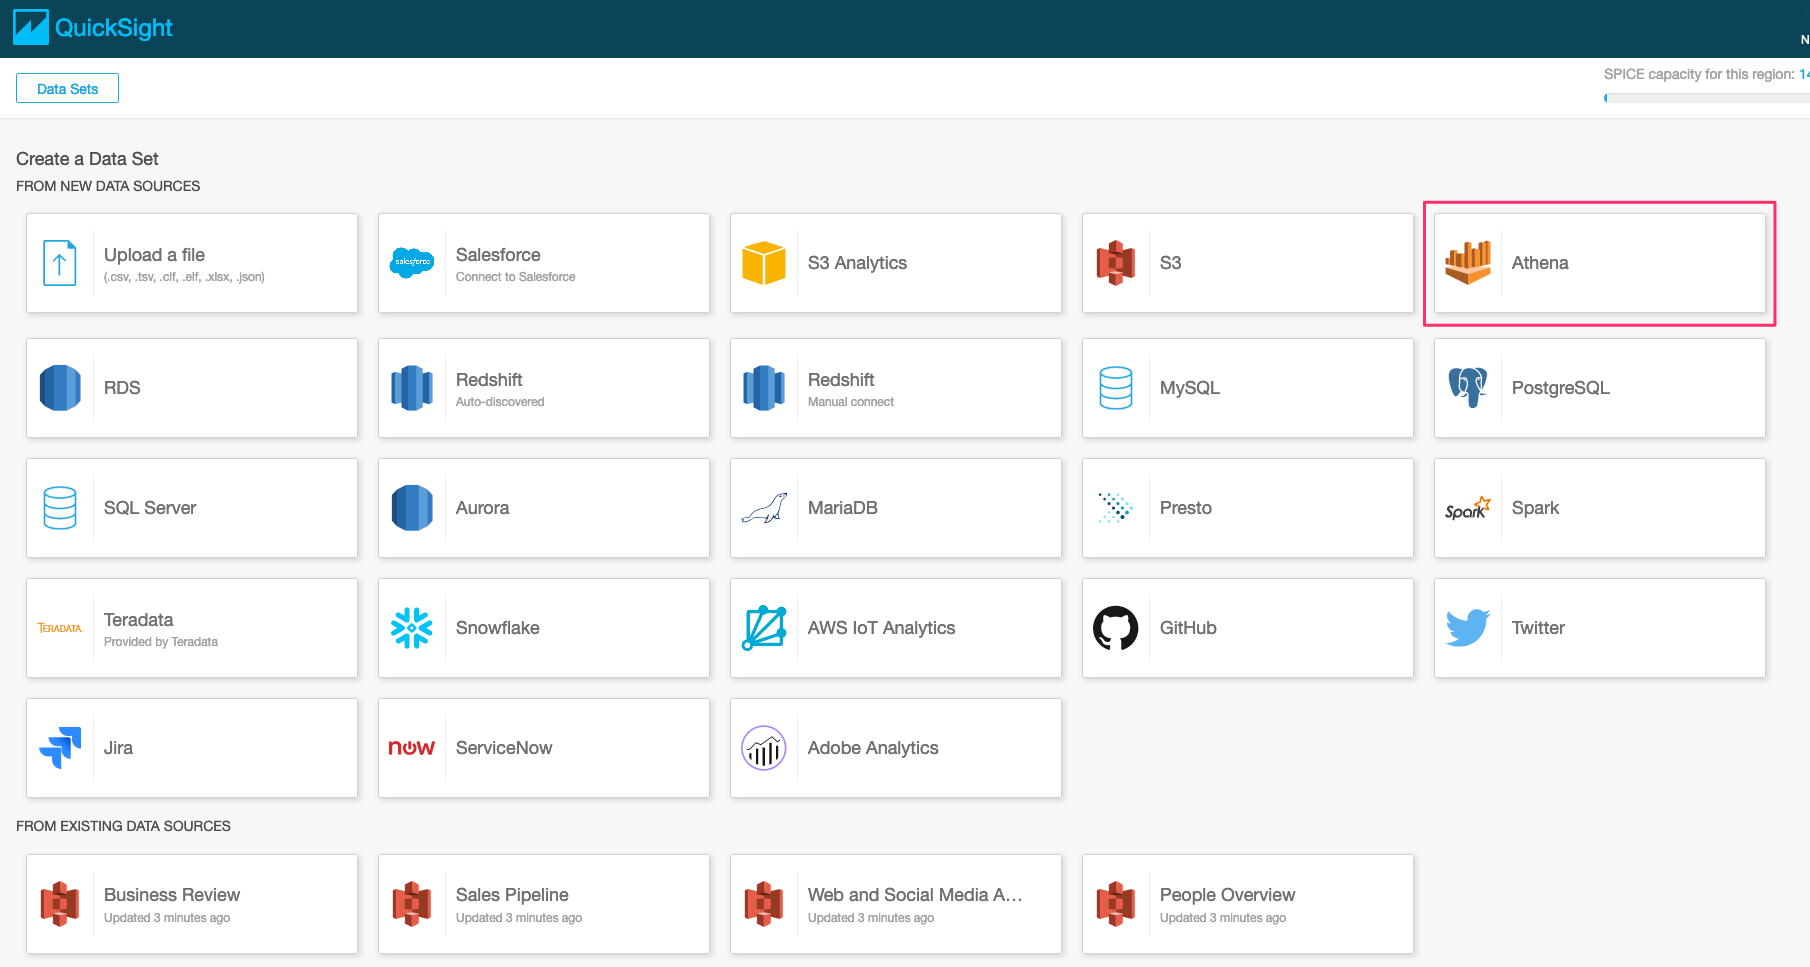 QuickSight
N
Data Sets
SPICE capacity for this region: 14
Create a Data Set
FROM NEW DATA SOURCES
Upload a file
(.csv, .tsv, .clf, .elf, .xlsx, .json)
salesforce
Salesforce
Connect to Salesforce
S3 Analytics
S3
Athena
RDS
Redshift
Auto-discovered
Redshift
Manual connect
MySQL
PostgreSQL
SQL Server
Aurora
MariaDB
Presto
Spark
Spark
TERADATA
Teradata
Provided by Teradata
Snowflake
AWS IoT Analytics
GitHub
Twitter
Jira
now
ServiceNow
Adobe Analytics
FROM EXISTING DATA SOURCES
Business Review
Updated 3 minutes ago
Sales Pipeline
Updated 3 minutes ago
Web and Social Media A...
Updated 3 minutes ago
People Overview
Updated 3 minutes ago